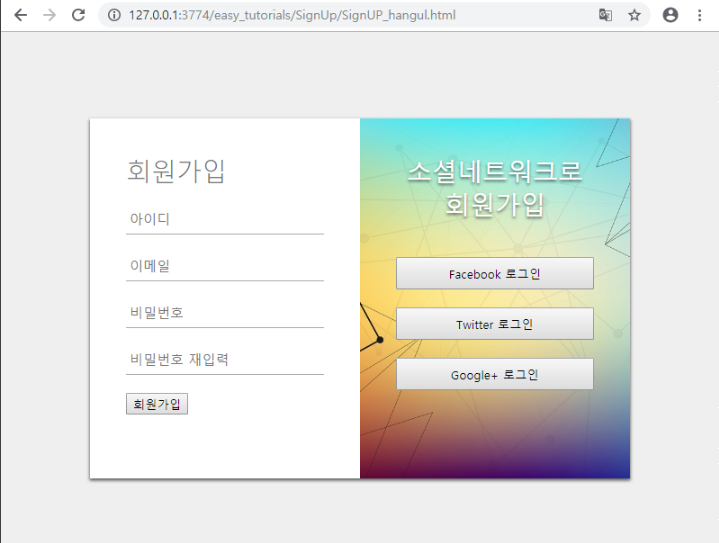 127.0.0.1:3774/easy_tutorials/SignUp/SignUP_hangul.html
회원가입
아이디
이메일
비밀번호
비밀번호 재입력
회원가입
소셜네트워크로
회원가입
Facebook 로그인
Twitter 로그인
Google+ 로그인